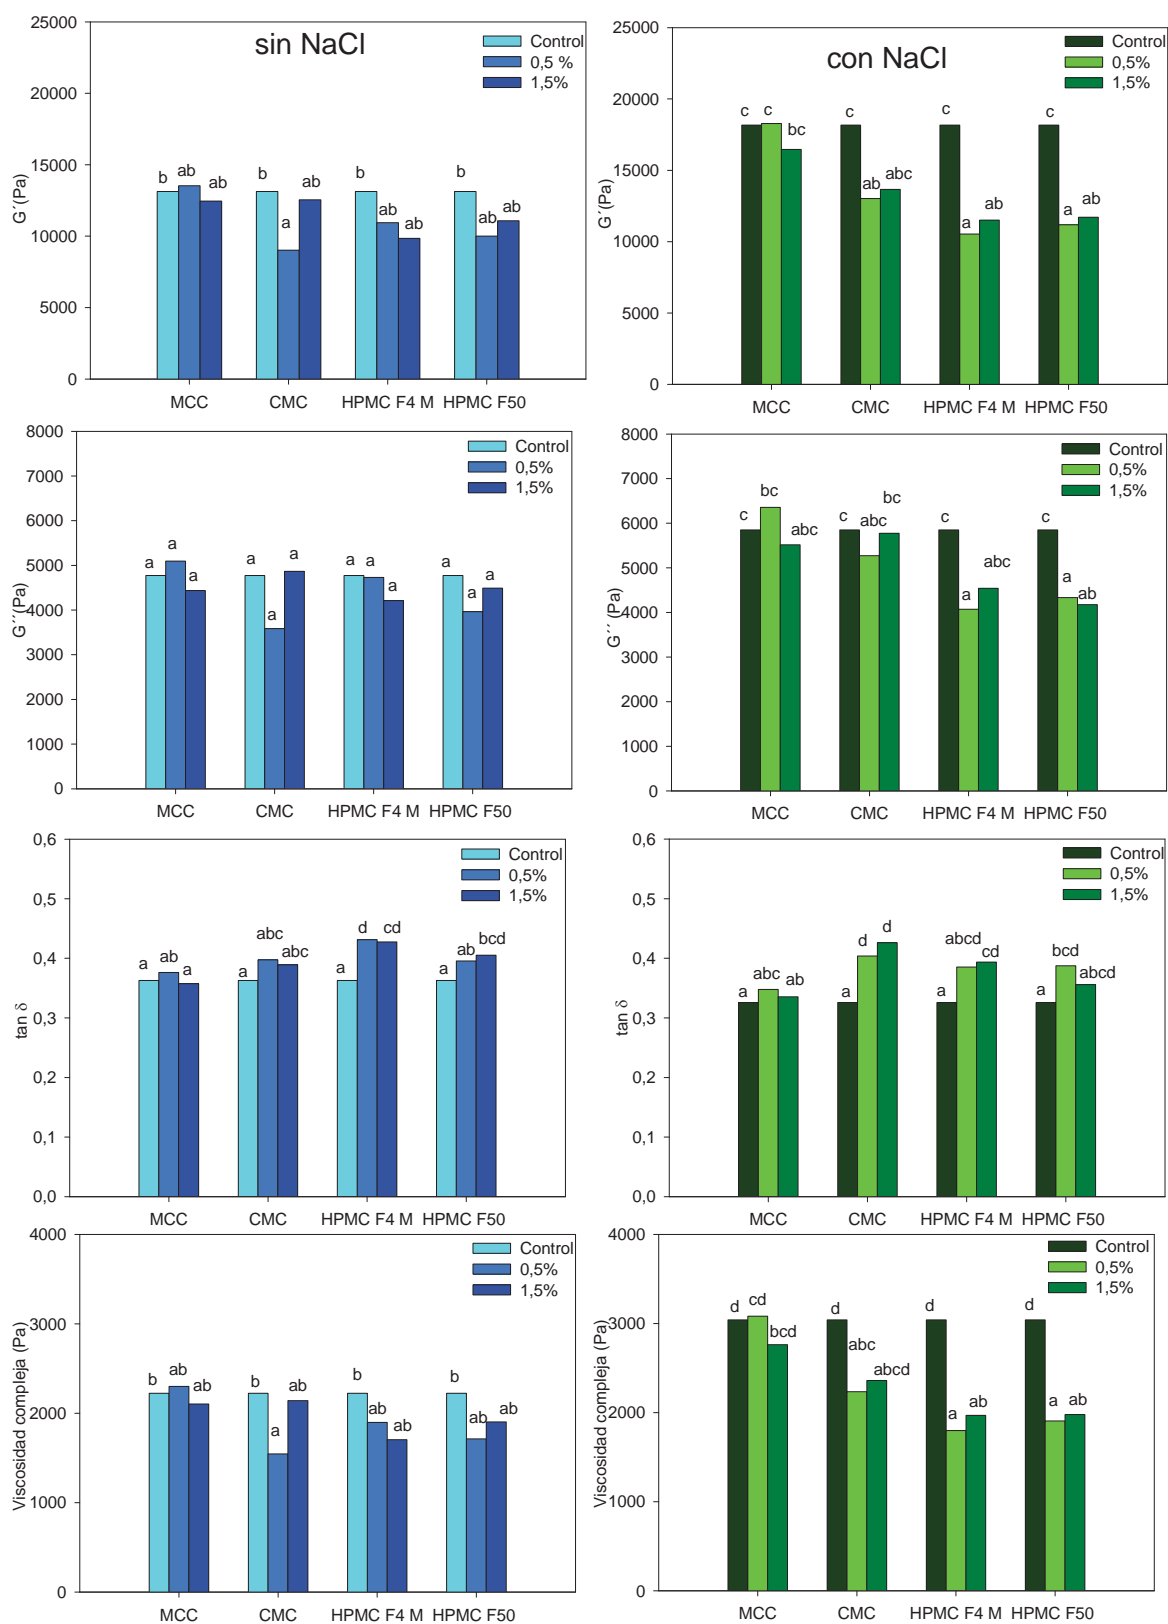 sin NaCl
Control
0,5 %
1,5%
25000
20000
15000
10000
5000
0
G´(Pa)
b ab ab b a ab b ab ab b ab ab
MCC CMC HPMC F4 M HPMC F50
con NaCl
Control
0,5%
1,5%
25000
20000
15000
10000
5000
0
G´(Pa)
c c bc c ab abc c a ab c a ab
MCC CMC HPMC F4 M HPMC F50
Control
0,5%
1,5%
8000
7000
6000
5000
4000
3000
2000
1000
0
G´´(Pa)
a a a a a a a a a a a a
MCC CMC HPMC F4 M HPMC F50
Control
0,5%
1,5%
8000
7000
6000
5000
4000
3000
2000
1000
0
G´´(Pa)
c bc abc c abc bc c a abc c a ab
MCC CMC HPMC F4 M HPMC F50
Control
0,5%
1,5%
0,6
0,5
0,4
0,3
0,2
0,1
0,0
tan δ
a ab a a abc abc a d cd a ab bcd
MCC CMC HPMC F4 M HPMC F50
Control
0,5%
1,5%
0,6
0,5
0,4
0,3
0,2
0,1
0,0
tan δ
a abc ab a d d a abcd cd a bcd abcd
MCC CMC HPMC F4 M HPMC F50
Control
0,5%
1,5%
4000
3000
2000
1000
0
Viscosidad compleja (Pa)
b ab ab b a ab b ab ab b ab ab
MCC CMC HPMC F4 M HPMC F50
Control
0,5%
1,5%
4000
3000
2000
1000
0
Viscosidad compleja (Pa)
d cd bcd d abc abcd d a ab d a ab
MCC CMC HPMC F4 M HPMC F50